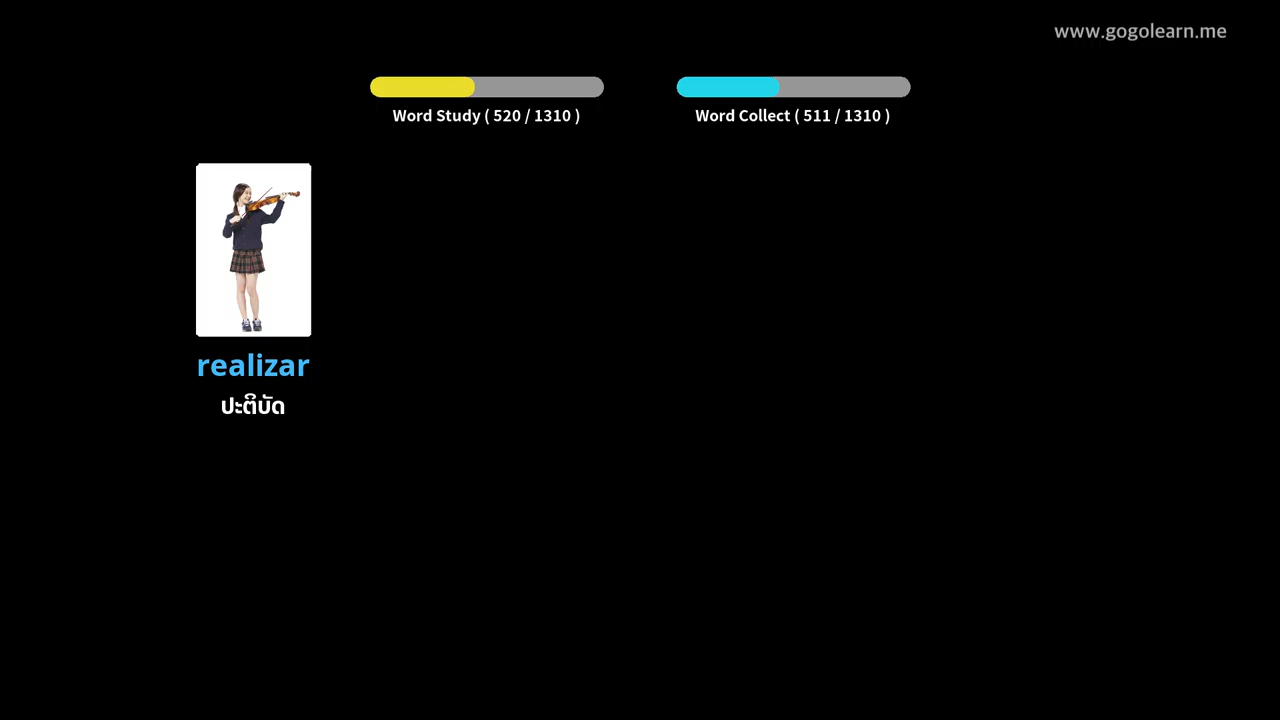 www.gogolearn.me
Word Study ( 520 / 1310 )
Word Collect ( 511 / 1310 )
realizar
ปะติบัด